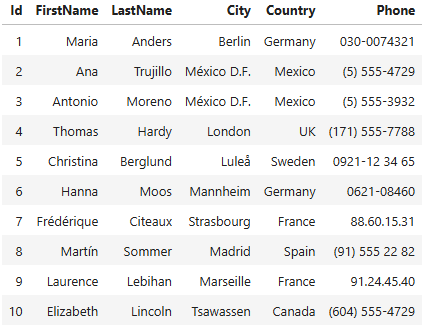 Id FirstName LastName City Country Phone
1 Maria Anders Berlin Germany 030-0074321
2 Ana Trujillo México D.F. Mexico (5) 555-4729
3 Antonio Moreno México D.F. Mexico (5) 555-3932
4 Thomas Hardy London UK (171) 555-7788
5 Christina Berglund Luleå Sweden 0921-12 34 65
6 Hanna Moos Mannheim Germany 0621-08460
7 Frédérique Citeaux Strasbourg France 88.60.15.31
8 Martín Sommer Madrid Spain (91) 555 22 82
9 Laurence Lebihan Marseille France 91.24.45.40
10 Elizabeth Lincoln Tsawassen Canada (604) 555-4729